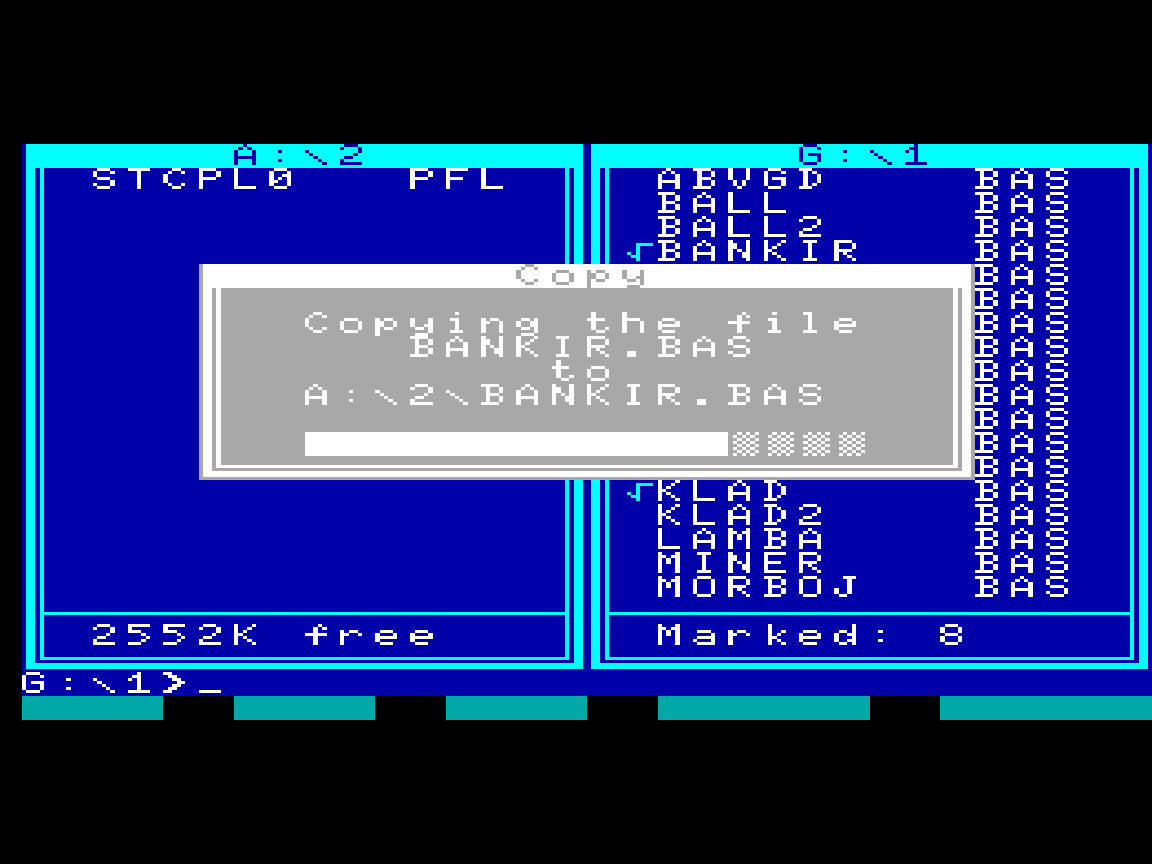 A:\2
STCPL0 PFL
2552K free
G:\1
ABVGD BAS
BALL BAS
BALL2 BAS
√BANKIR BAS
BAS
BAS
BAS
BAS
BAS
BAS
BAS
BAS
BAS
√KLAD BAS
KLAD2 BAS
LAMBA BAS
MINER BAS
MORBOJ BAS
Marked: 8
Copy
Copying the file
BANKIR.BAS
to
A:\2\BANKIR.BAS
G:\1>_